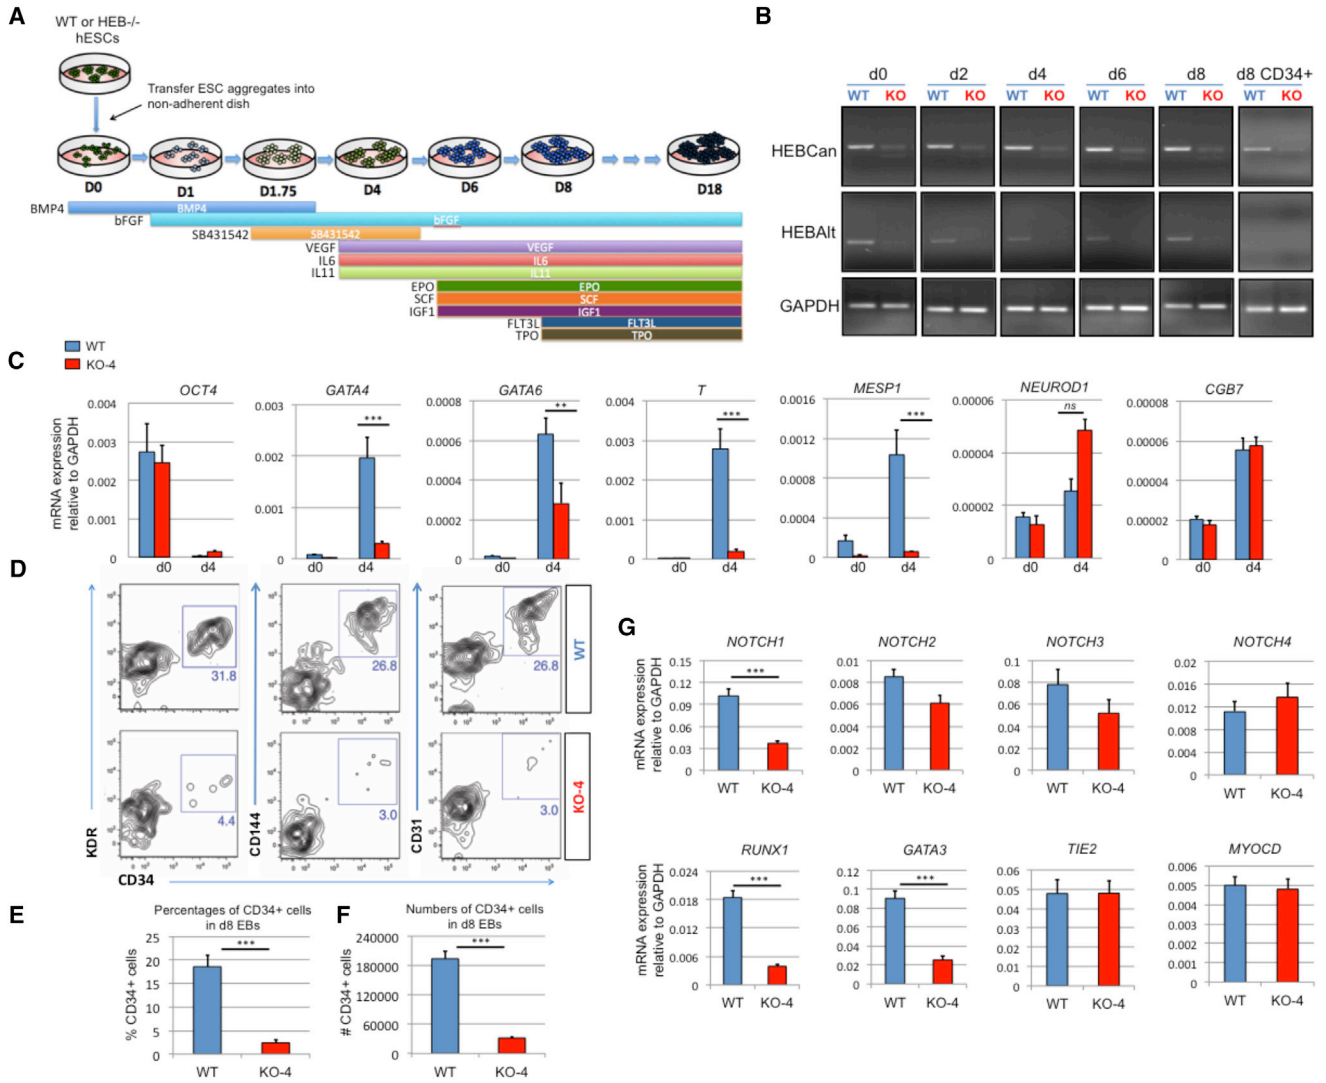 A
WT or HEB-/-
hESCs
Transfer ESC aggregates into
non-adherent dish
D0 D1 D1.75 D4 D6 D8 D18
BMP4 BMP4
bFGF bFGF
SB431542 SB431542
VEGF VEGF
IL6 IL6
IL11 IL11
EPO EPO
SCF SCF
IGF1 IGF1
FLT3L FLT3L
TPO TPO
B
d0 d2 d4 d6 d8 d8 CD34+
WT KO WT KO WT KO WT KO WT KO WT KO
HEBCan
HEBAlt
GAPDH
C
WT
KO-4
mRNA expression
relative to GAPDH
OCT4
0.004
0.003
0.002
0.001
0
d0 d4
GATA4
0.003
0.002
0.001
0
***
d0 d4
GATA6
0.0008
0.0006
0.0004
0.0002
0
**
d0 d4
T
0.004
0.003
0.002
0.001
0
***
d0 d4
MESP1
0.0016
0.0012
0.0008
0.0004
0
***
d0 d4
NEUROD1
0.00006
0.00004
0.00002
0
ns
d0 d4
CGB7
0.00008
0.00006
0.00004
0.00002
0
d0 d4
D
31.8
26.8
26.8
WT
4.4
3.0
3.0
KO-4
KDR
CD144
CD31
CD34
E
Percentages of CD34+ cells
in d8 EBs
% CD34+ cells
25
20
15
10
5
0
***
WT KO-4
F
Numbers of CD34+ cells
in d8 EBs
# CD34+ cells
240000
180000
120000
60000
0
***
WT KO-4
G
mRNA expression
relative to GAPDH
NOTCH1
0.15
0.12
0.09
0.06
0.03
0
***
WT KO-4
NOTCH2
0.01
0.008
0.006
0.004
0.002
0
WT KO-4
NOTCH3
0.1
0.08
0.06
0.04
0.02
0
WT KO-4
NOTCH4
0.02
0.016
0.012
0.008
0.004
0
WT KO-4
mRNA expression
relative to GAPDH
RUNX1
0.024
0.018
0.012
0.006
0
***
WT KO-4
GATA3
0.12
0.1
0.08
0.06
0.04
0.02
0
***
WT KO-4
TIE2
0.06
0.05
0.04
0.03
0.02
0.01
0
WT KO-4
MYOCD
0.006
0.005
0.004
0.003
0.002
0.001
0
WT KO-4